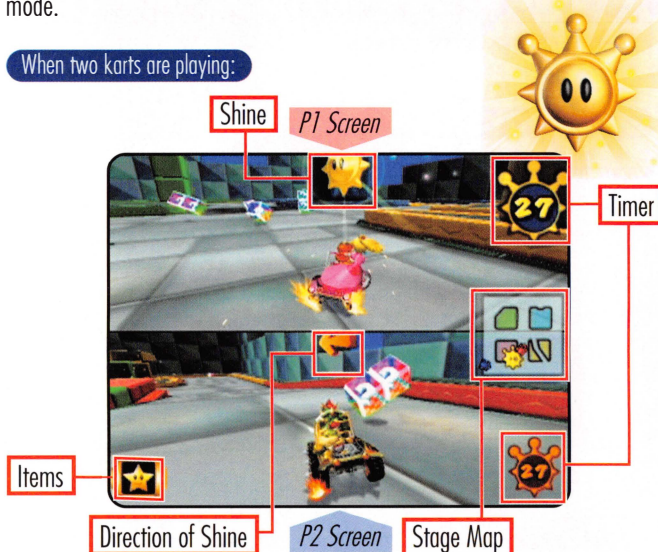 mode.
When two karts are playing:
Shine
P1 Screen
27
Timer
Items
27
Direction of Shine
P2 Screen
Stage Map